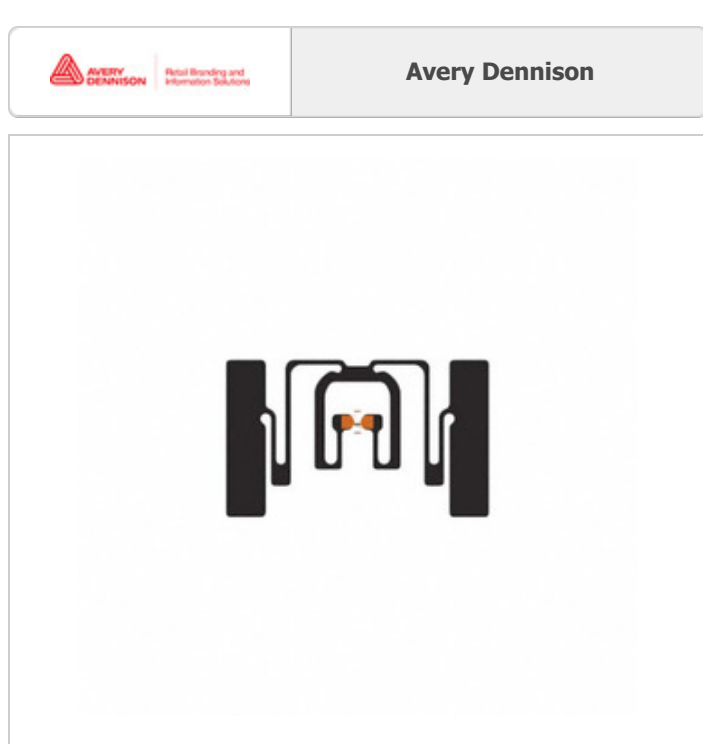 AVERY
DENNISON
Retail Branding and
Information Solutions
Avery Dennison